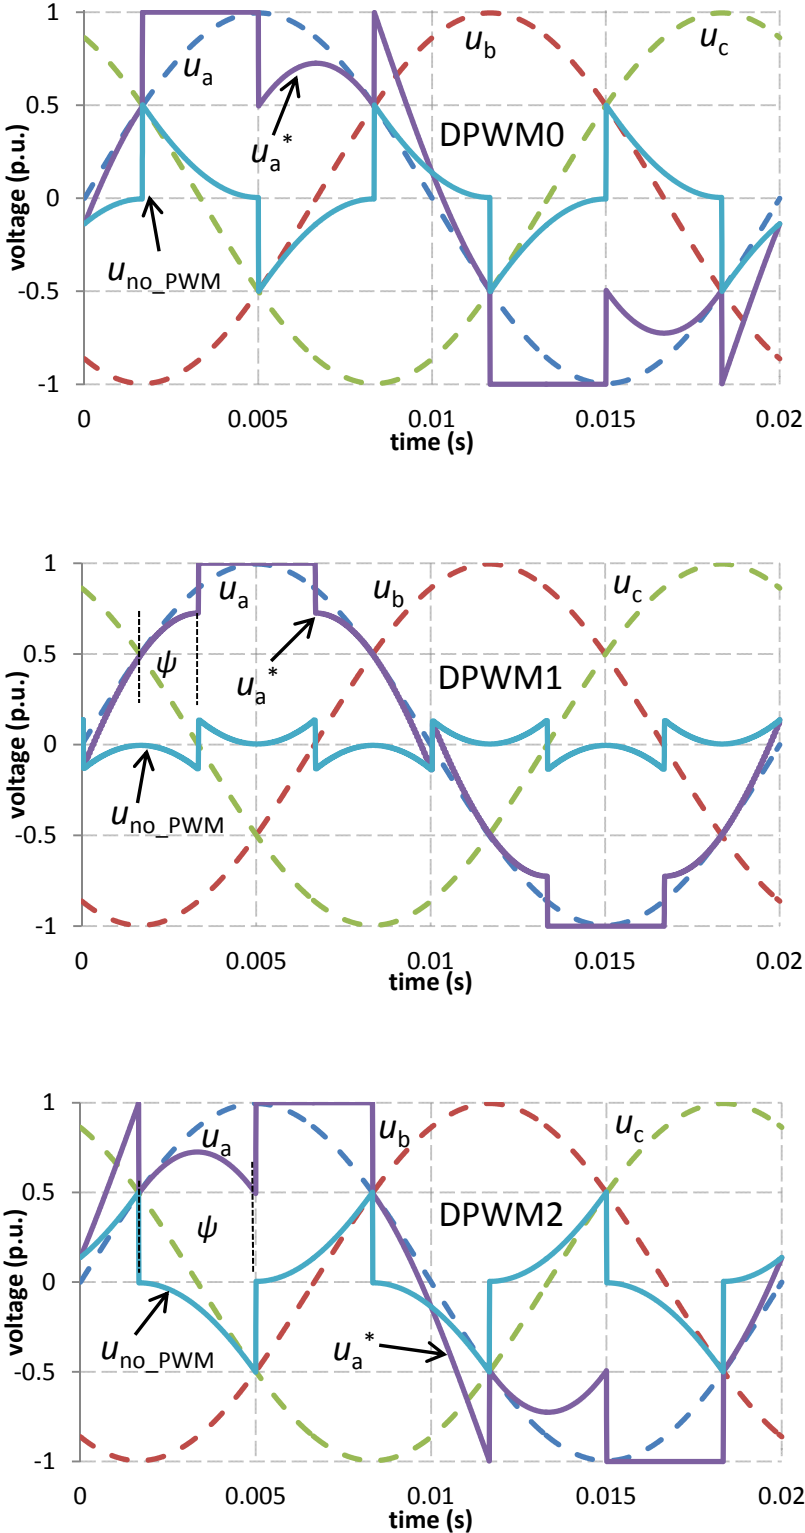 1
u_a
u_b
u_c
0.5
u_a*
DPWM0
0
voltage (p.u.)
u_no_PWM
-0.5
-1
0
0.005
0.01
0.015
0.02
time (s)
1
u_a
u_b
u_c
0.5
ψ
u_a*
DPWM1
0
voltage (p.u.)
u_no_PWM
-0.5
-1
0
0.005
0.01
0.015
0.02
time (s)
1
u_a
u_b
u_c
0.5
ψ
DPWM2
0
voltage (p.u.)
u_no_PWM
u_a*
-0.5
-1
0
0.005
0.01
0.015
0.02
time (s)